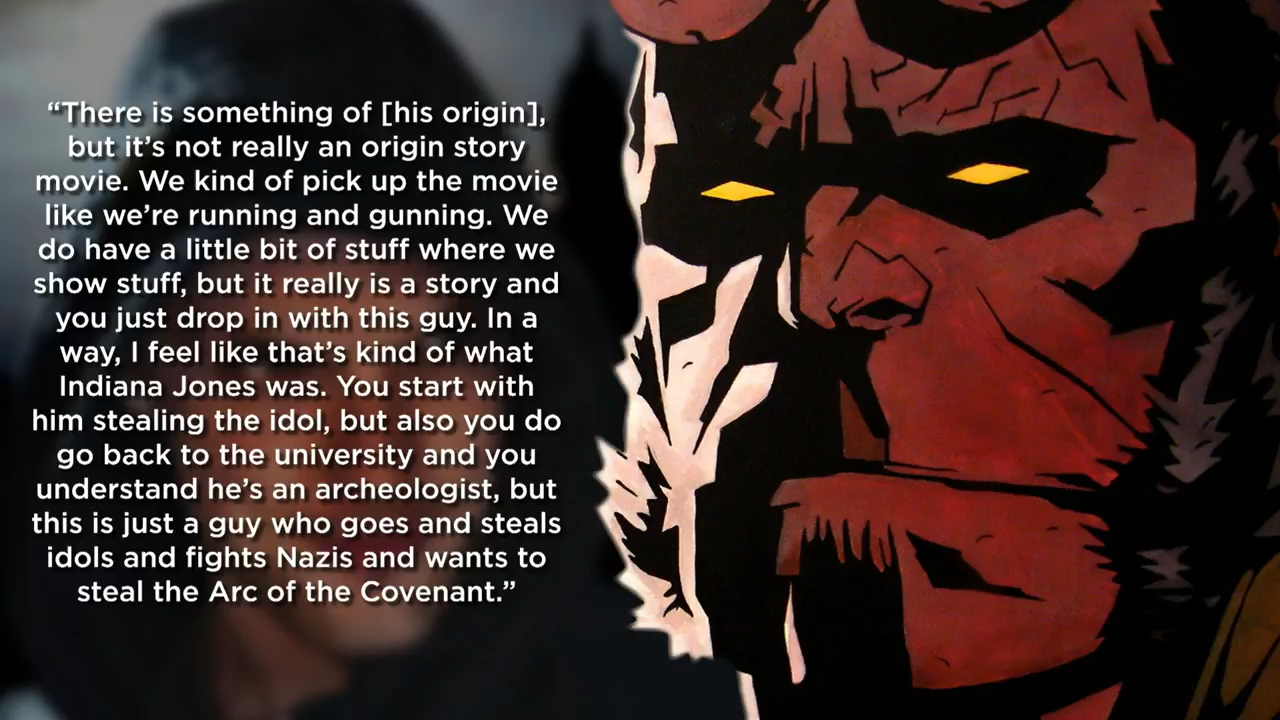 “There is something of [his origin],
but it’s not really an origin story
movie. We kind of pick up the movie
like we’re running and gunning. We
do have a little bit of stuff where we
show stuff, but it really is a story and
you just drop in with this guy. In a
way, I feel like that’s kind of what
Indiana Jones was. You start with
him stealing the idol, but also you do
go back to the university and you
understand he’s an archeologist, but
this is just a guy who goes and steals
idols and fights Nazis and wants to
steal the Arc of the Covenant.”